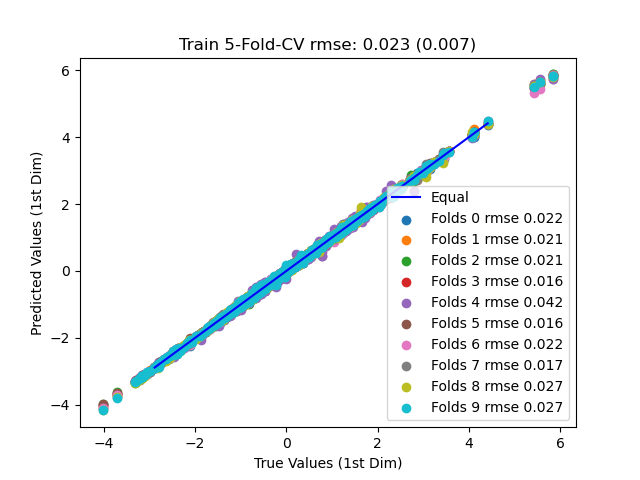 Train 5-Fold-CV rmse: 0.023 (0.007)
Predicted Values (1st Dim)
6
4
2
0
−2
−4
Equal
Folds 0 rmse 0.022
Folds 1 rmse 0.021
Folds 2 rmse 0.021
Folds 3 rmse 0.016
Folds 4 rmse 0.042
Folds 5 rmse 0.016
Folds 6 rmse 0.022
Folds 7 rmse 0.017
Folds 8 rmse 0.027
Folds 9 rmse 0.027
−4 −2 0 2 4 6
True Values (1st Dim)